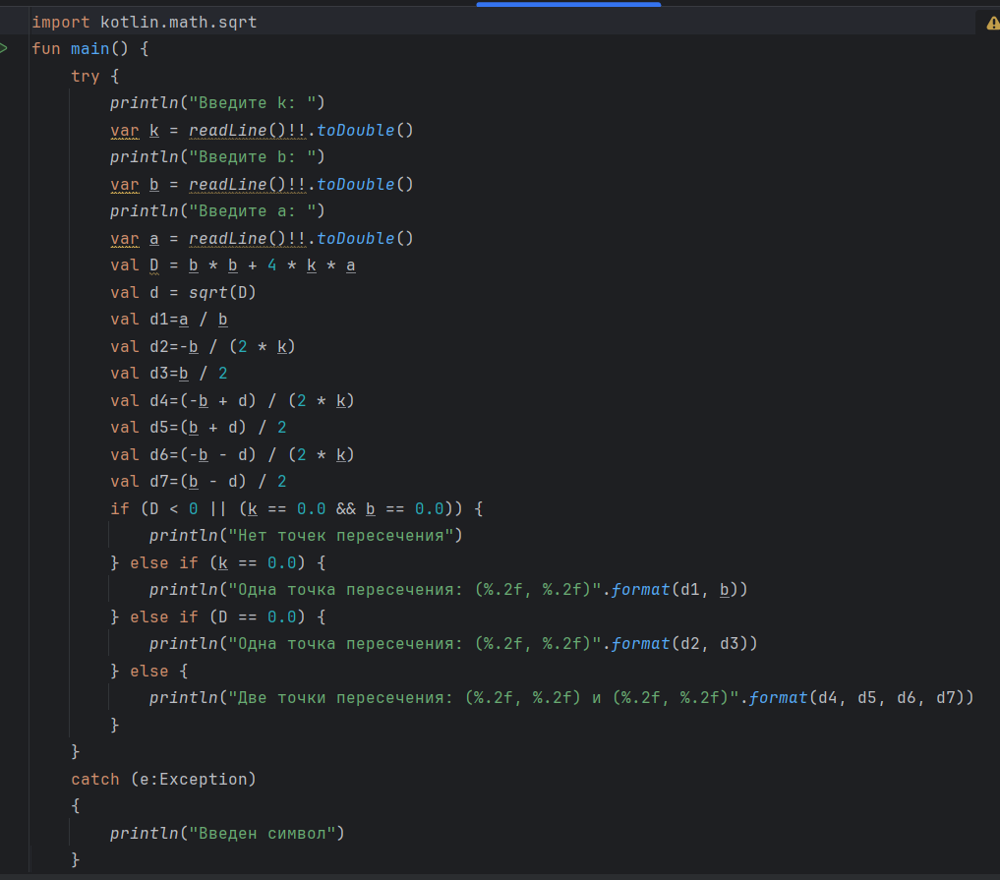 import kotlin.math.sqrt
fun main() {
    try {
        println("Введите k: ")
        var k = readLine()!!.toDouble()
        println("Введите b: ")
        var b = readLine()!!.toDouble()
        println("Введите a: ")
        var a = readLine()!!.toDouble()
        val D = b * b + 4 * k * a
        val d = sqrt(D)
        val d1=a / b
        val d2=-b / (2 * k)
        val d3=b / 2
        val d4=(-b + d) / (2 * k)
        val d5=(b + d) / 2
        val d6=(-b - d) / (2 * k)
        val d7=(b - d) / 2
        if (D < 0 || (k == 0.0 && b == 0.0)) {
            println("Нет точек пересечения")
        } else if (k == 0.0) {
            println("Одна точка пересечения: (%.2f, %.2f)".format(d1, b))
        } else if (D == 0.0) {
            println("Одна точка пересечения: (%.2f, %.2f)".format(d2, d3))
        } else {
            println("Две точки пересечения: (%.2f, %.2f) и (%.2f, %.2f)".format(d4, d5, d6, d7))
        }
    }
    catch (e:Exception)
    {
        println("Введен символ")
    }